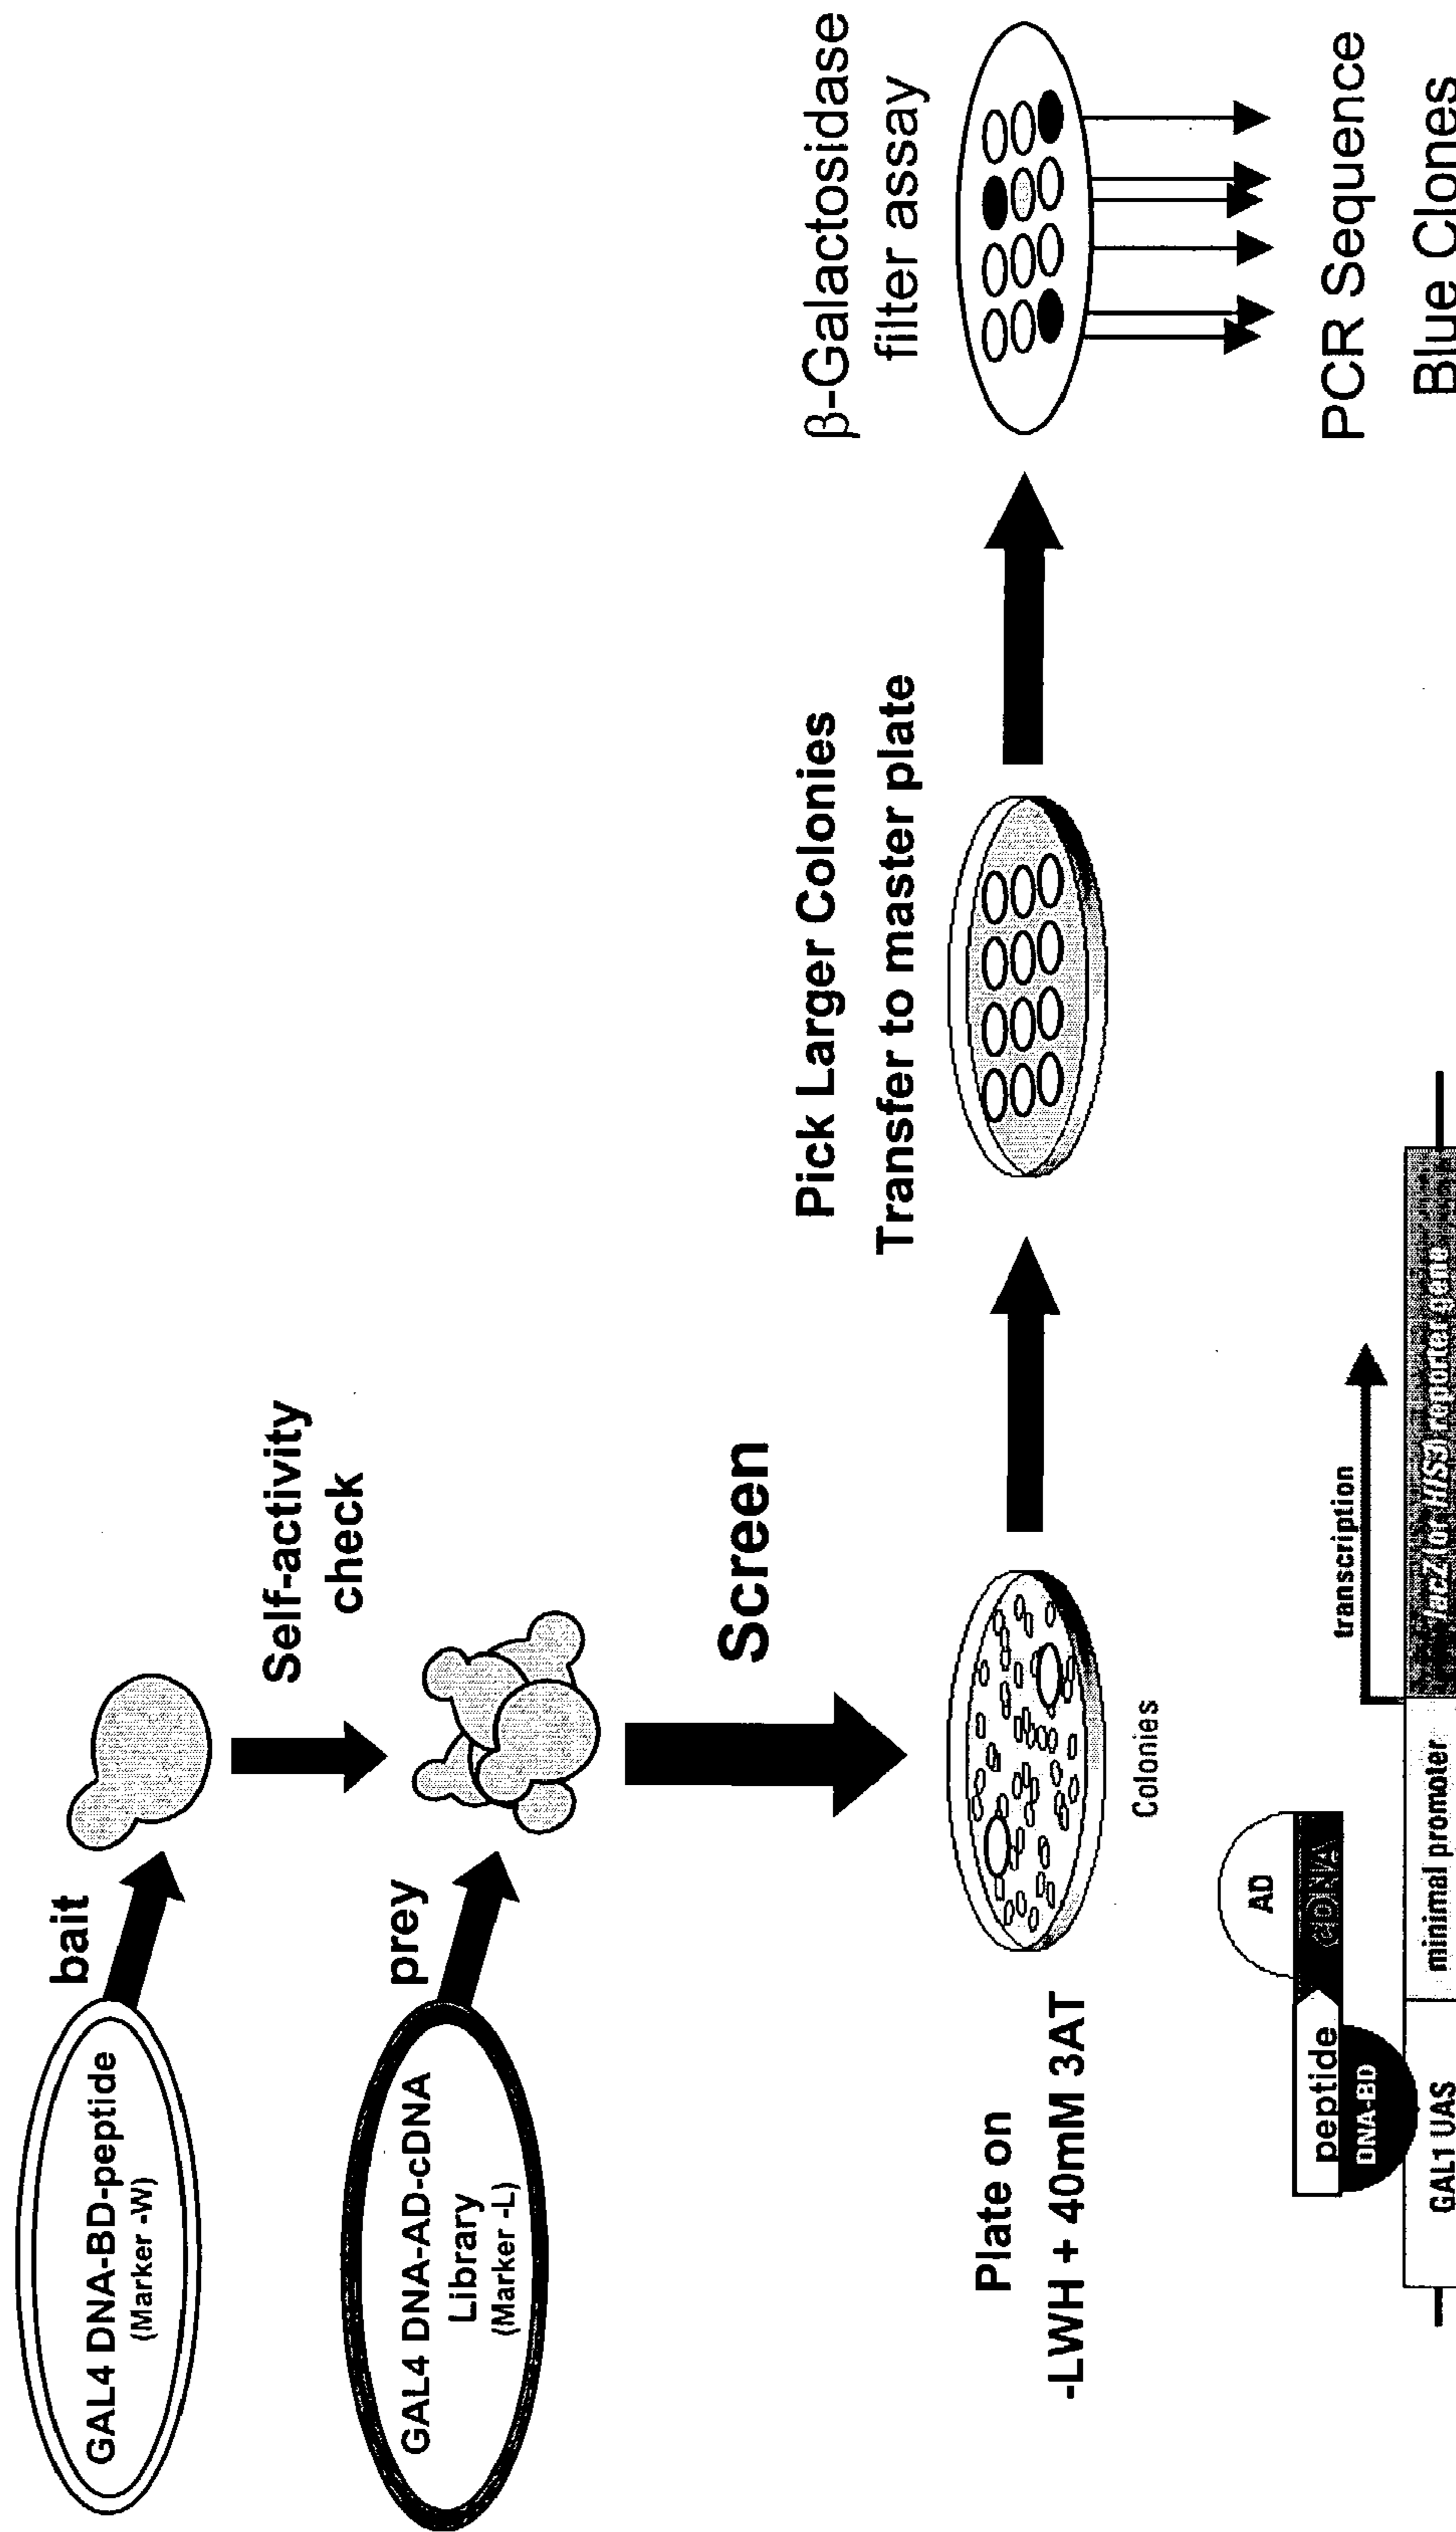 bait
GAL4 DNA-BD-peptide
(Marker -W)
Self-activity
check
prey
GAL4 DNA-AD-cDNA
Library
(Marker -L)
Screen
Plate on
-LWH + 40mM 3AT
Colonies
Pick Larger Colonies
Transfer to master plate
β-Galactosidase
filter assay
PCR Sequence
Blue Clones
AD
cDNA
peptide
DNA-BD
transcription
GAL1 UAS
minimal promoter
lacZ (or HIS3) reporter gene